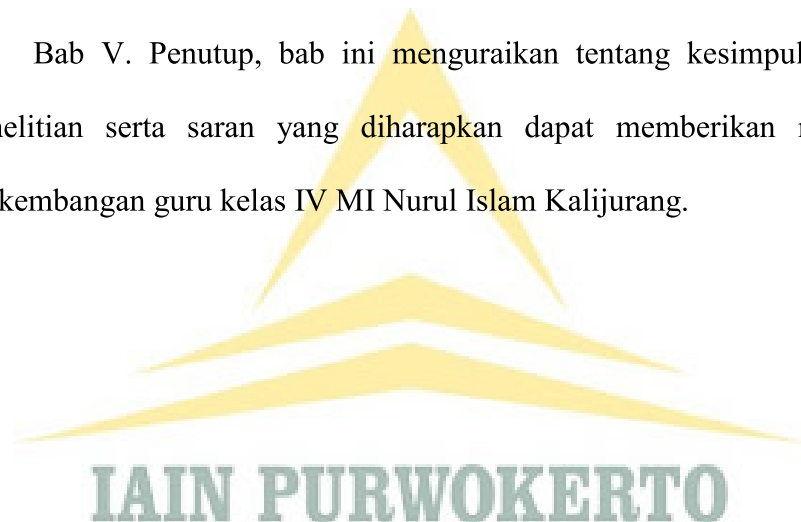 Bab V. Penutup, bab ini menguraikan tentang kesimpul
nelitian serta saran yang diharapkan dapat memberikan
kembangan guru kelas IV MI Nurul Islam Kalijurang.
IAIN PURWOKERTO